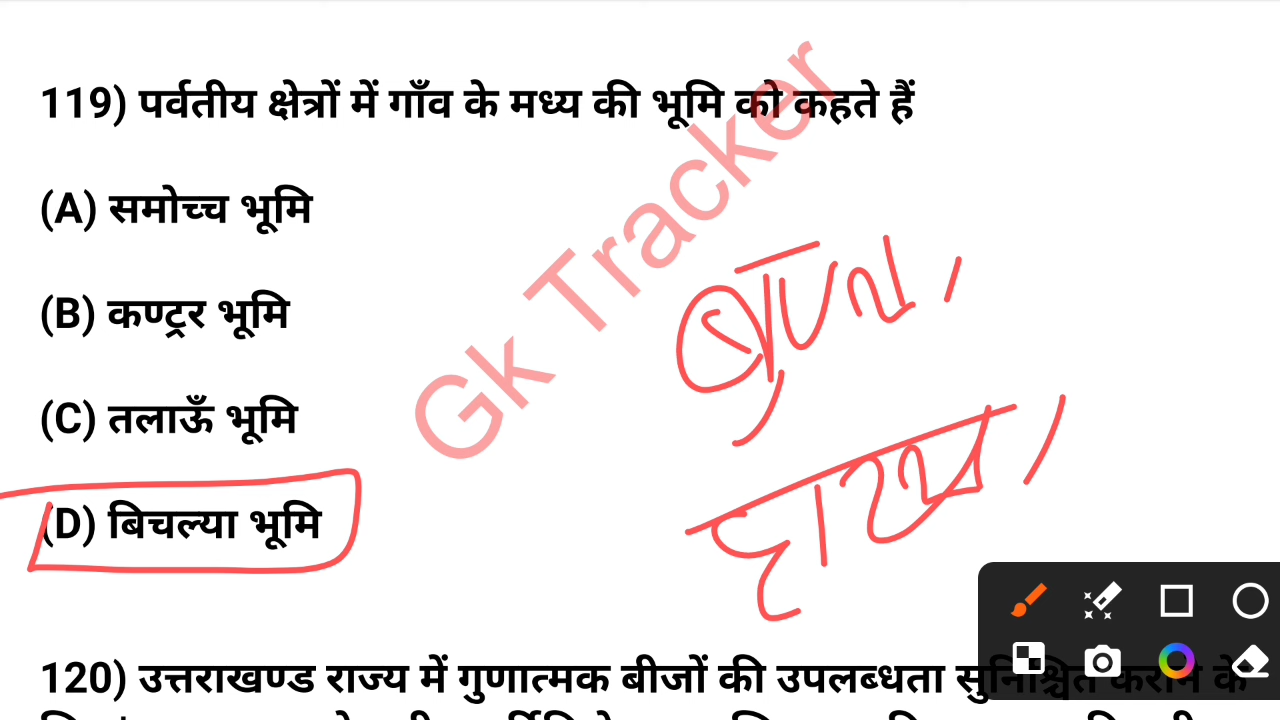 119) पर्वतीय क्षेत्रों में गाँव के मध्य की भूमि को कहते हैं
(A) समोच्च भूमि
(B) कण्ट्रर भूमि
(C) तलाऊँ भूमि
(D) बिचल्या भूमि
Gk Tracker
120) उत्तराखण्ड राज्य में गुणात्मक बीजों की उपलब्धता सुनिश्चित कराने के